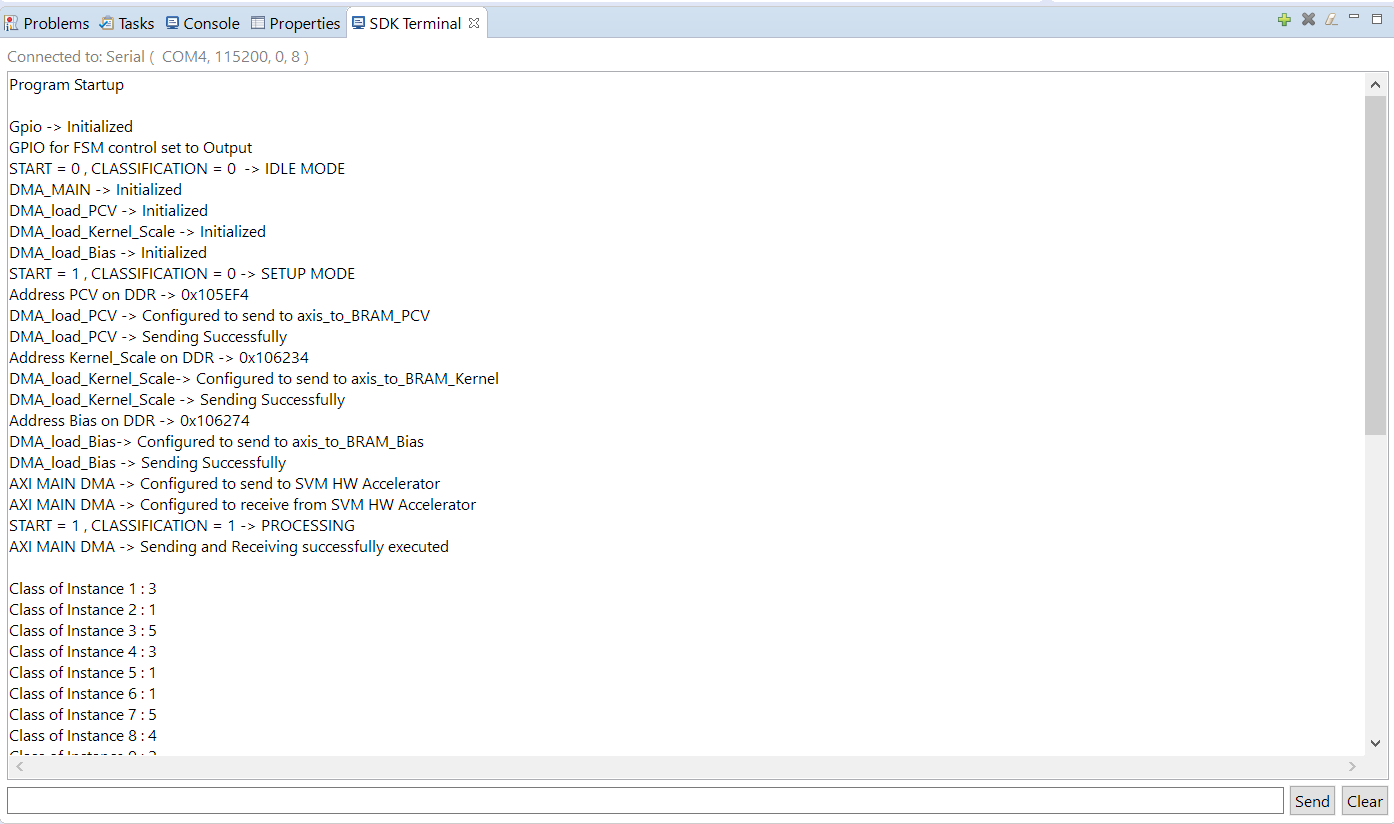 Problems Tasks Console Properties SDK Terminal
Connected to: Serial ( COM4, 115200, 0, 8 )
Program Startup
Gpio -> Initialized
GPIO for FSM control set to Output
START = 0 , CLASSIFICATION = 0  -> IDLE MODE
DMA_MAIN -> Initialized
DMA_load_PCV -> Initialized
DMA_load_Kernel_Scale -> Initialized
DMA_load_Bias -> Initialized
START = 1 , CLASSIFICATION = 0 -> SETUP MODE
Address PCV on DDR -> 0x105EF4
DMA_load_PCV -> Configured to send to axis_to_BRAM_PCV
DMA_load_PCV -> Sending Successfully
Address Kernel_Scale on DDR -> 0x106234
DMA_load_Kernel_Scale-> Configured to send to axis_to_BRAM_Kernel
DMA_load_Kernel_Scale -> Sending Successfully
Address Bias on DDR -> 0x106274
DMA_load_Bias-> Configured to send to axis_to_BRAM_Bias
DMA_load_Bias -> Sending Successfully
AXI MAIN DMA -> Configured to send to SVM HW Accelerator
AXI MAIN DMA -> Configured to receive from SVM HW Accelerator
START = 1 , CLASSIFICATION = 1 -> PROCESSING
AXI MAIN DMA -> Sending and Receiving successfully executed
Class of Instance 1 : 3
Class of Instance 2 : 1
Class of Instance 3 : 5
Class of Instance 4 : 3
Class of Instance 5 : 1
Class of Instance 6 : 1
Class of Instance 7 : 5
Class of Instance 8 : 4
Class of Instance
Send Clear